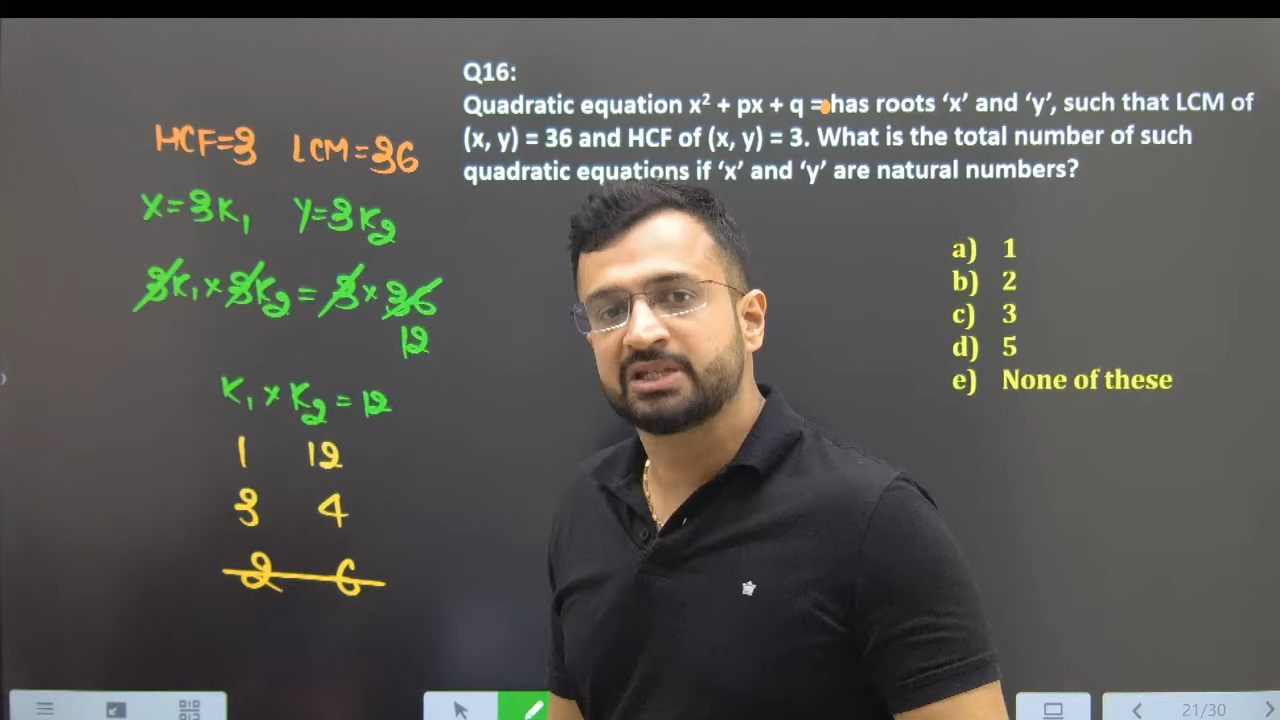 Q16:
Quadratic equation x² + px + q = has roots ‘x’ and ‘y’, such that LCM of
(x, y) = 36 and HCF of (x, y) = 3. What is the total number of such
quadratic equations if ‘x’ and ‘y’ are natural numbers?
a) 1
b) 2
c) 3
d) 5
e) None of these
HCF=3 LCM=36
x=3K₁ y=3K₂
3K₁ x 3K₂ = 3 x 36
12
K₁ x K₂ = 12
1 12
3 4
2 6
21/30